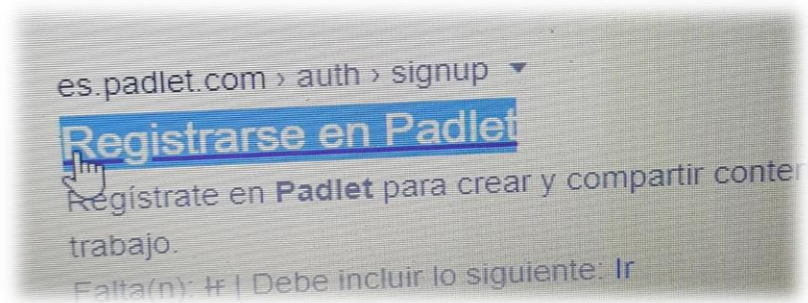 es.padlet.com › auth › signup
Registrarse en Padlet
Regístrate en Padlet para crear y compartir conter
trabajo.
Falta(n): Ir | Debe incluir lo siguiente: Ir